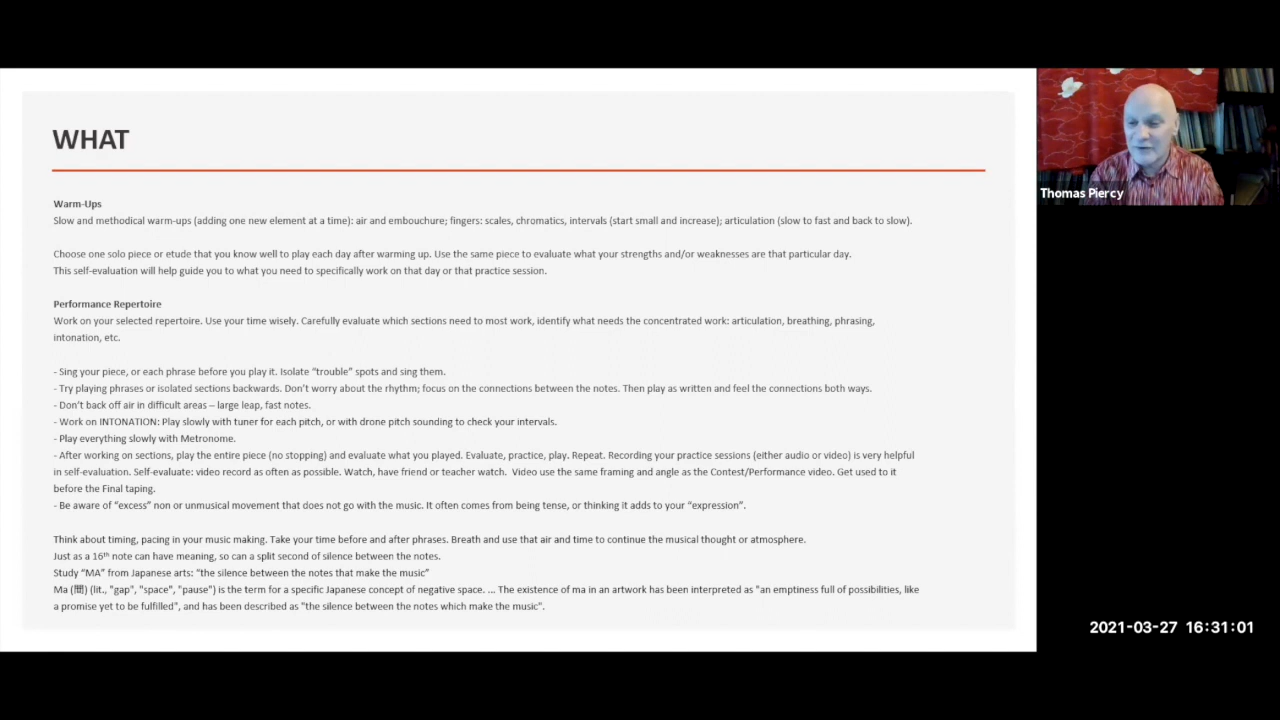 WHAT
Warm-Ups
Slow and methodical warm-ups (adding one new element at a time): air and embouchure; fingers: scales, chromatics, intervals (start small and increase); articulation (slow to fast and back to slow).
Choose one solo piece or etude that you know well to play each day after warming up. Use the same piece to evaluate what your strengths and/or weaknesses are that particular day.
This self-evaluation will help guide you to what you need to specifically work on that day or that practice session.
Performance Repertoire
Work on your selected repertoire. Use your time wisely. Carefully evaluate which sections need to most work, identify what needs the concentrated work: articulation, breathing, phrasing,
intonation, etc.
- Sing your piece, or each phrase before you play it. Isolate “trouble” spots and sing them.
- Try playing phrases or isolated sections backwards. Don’t worry about the rhythm; focus on the connections between the notes. Then play as written and feel the connections both ways.
- Don’t back off air in difficult areas – large leap, fast notes.
- Work on INTONATION: Play slowly with tuner for each pitch, or with drone pitch sounding to check your intervals.
- Play everything slowly with Metronome.
- After working on sections, play the entire piece (no stopping) and evaluate what you played. Evaluate, practice, play. Repeat. Recording your practice sessions (either audio or video) is very helpful
in self-evaluation. Self-evaluate: video record as often as possible. Watch, have friend or teacher watch.  Video use the same framing and angle as the Contest/Performance video. Get used to it
before the Final taping.
- Be aware of “excess” non or unmusical movement that does not go with the music. It often comes from being tense, or thinking it adds to your “expression”.
Think about timing, pacing in your music making. Take your time before and after phrases. Breath and use that air and time to continue the musical thought or atmosphere.
Just as a 16th note can have meaning, so can a split second of silence between the notes.
Study “MA” from Japanese arts: “the silence between the notes that make the music”
Ma (間) (lit., "gap", "space", "pause") is the term for a specific Japanese concept of negative space. ... The existence of ma in an artwork has been interpreted as "an emptiness full of possibilities, like
a promise yet to be fulfilled", and has been described as "the silence between the notes which make the music".
Thomas Piercy
2021-03-27 16:31:01